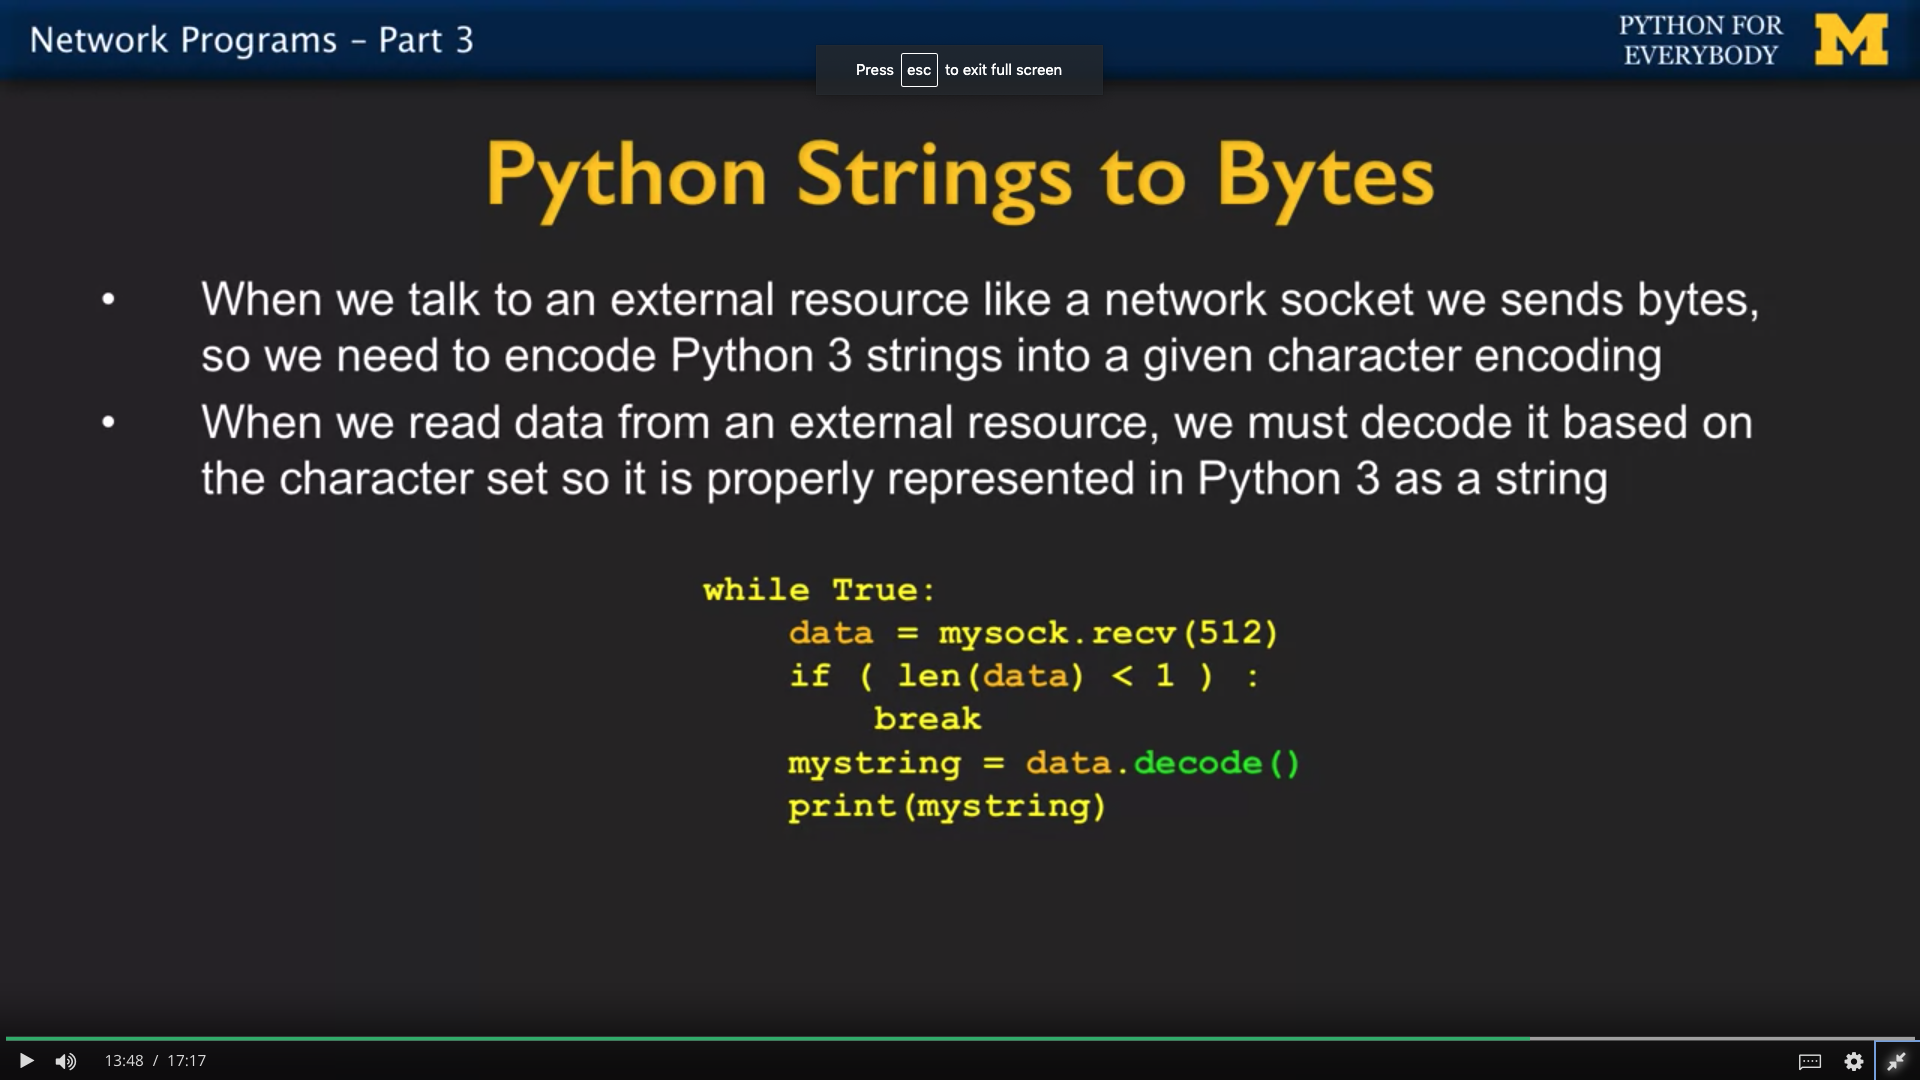 Network Programs – Part 3
PYTHON FOR
EVERYBODY
M
Press esc to exit full screen
Python Strings to Bytes
• When we talk to an external resource like a network socket we sends bytes,
so we need to encode Python 3 strings into a given character encoding
• When we read data from an external resource, we must decode it based on
the character set so it is properly represented in Python 3 as a string
while True:
    data = mysock.recv(512)
    if ( len(data) < 1 ) :
        break
    mystring = data.decode()
    print(mystring)
13:48 / 17:17